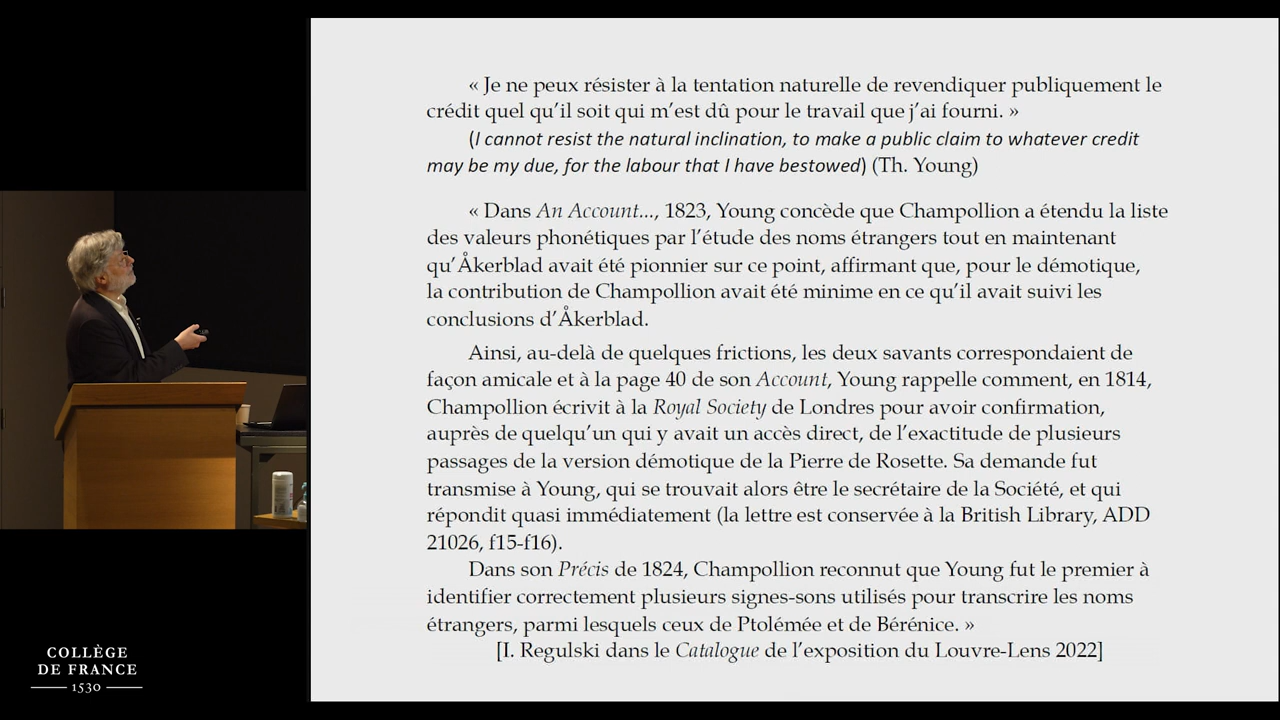 « Je ne peux résister à la tentation naturelle de revendiquer publiquement le
crédit quel qu'il soit qui m'est dû pour le travail que j'ai fourni. »
(I cannot resist the natural inclination, to make a public claim to whatever credit
may be my due, for the labour that I have bestowed) (Th. Young)
« Dans An Account..., 1823, Young concède que Champollion a étendu la liste
des valeurs phonétiques par l'étude des noms étrangers tout en maintenant
qu'Åkerblad avait été pionnier sur ce point, affirmant que, pour le démotique,
la contribution de Champollion avait été minime en ce qu'il avait suivi les
conclusions d'Åkerblad.
Ainsi, au-delà de quelques frictions, les deux savants correspondaient de
façon amicale et à la page 40 de son Account, Young rappelle comment, en 1814,
Champollion écrivit à la Royal Society de Londres pour avoir confirmation,
auprès de quelqu'un qui y avait un accès direct, de l'exactitude de plusieurs
passages de la version démotique de la Pierre de Rosette. Sa demande fut
transmise à Young, qui se trouvait alors être le secrétaire de la Société, et qui
répondit quasi immédiatement (la lettre est conservée à la British Library, ADD
21026, f15-f16).
Dans son Précis de 1824, Champollion reconnut que Young fut le premier à
identifier correctement plusieurs signes-sons utilisés pour transcrire les noms
étrangers, parmi lesquels ceux de Ptolémée et de Bérénice. »
[I. Regulski dans le Catalogue de l'exposition du Louvre-Lens 2022]
COLLÈGE
DE FRANCE
1530